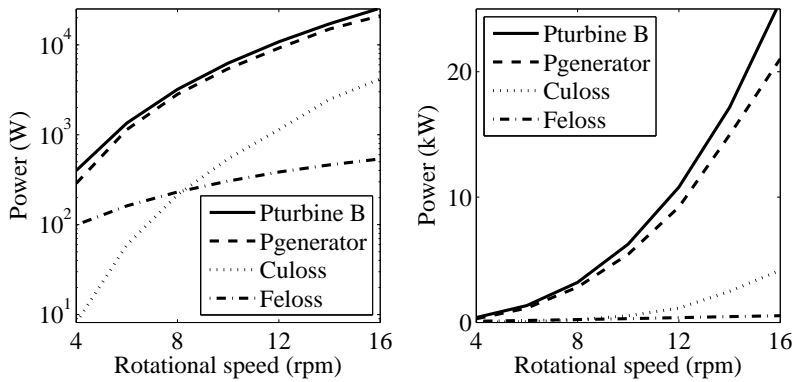 10^4
10^3
10^2
10^1
Power (W)
4 8 12 16
Rotational speed (rpm)
Pturbine B
Pgenerator
Culoss
Feloss
20
10
0
Power (kW)
4 8 12 16
Rotational speed (rpm)
Pturbine B
Pgenerator
Culoss
Feloss